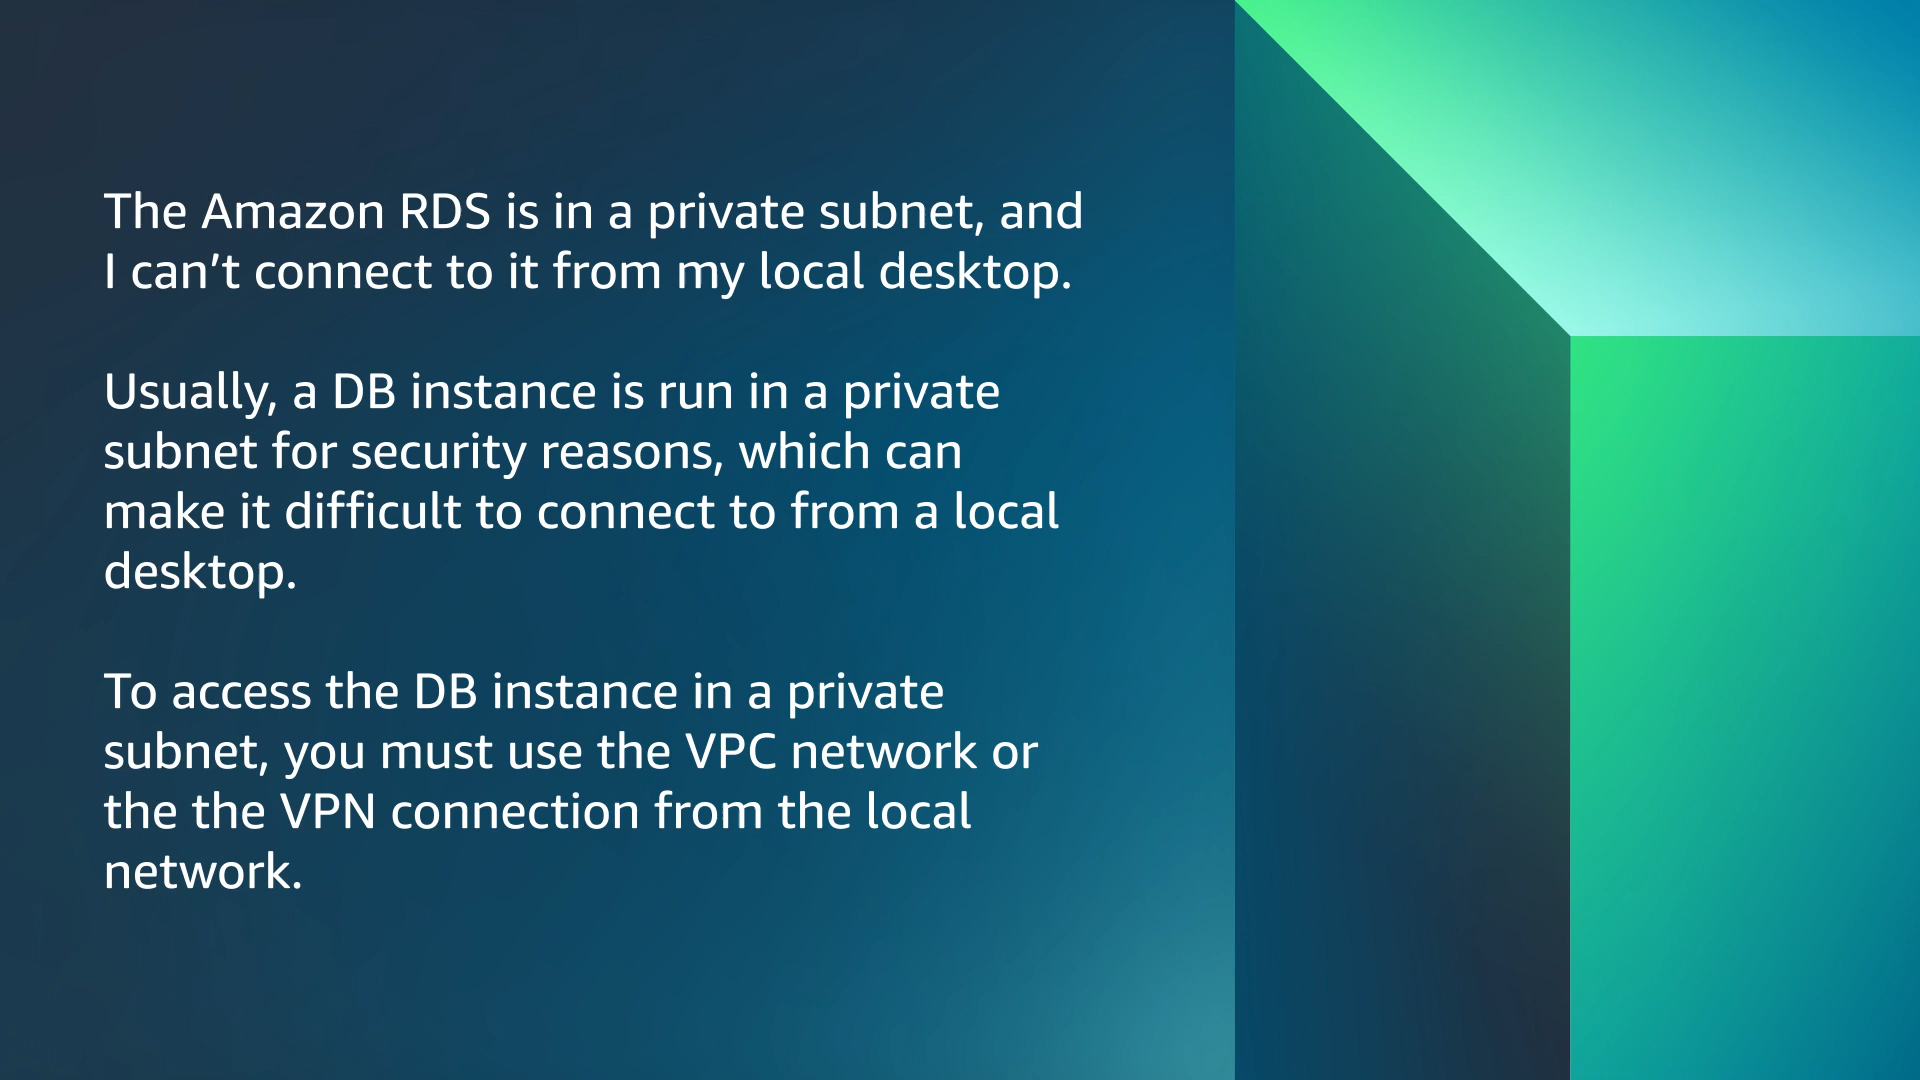 The Amazon RDS is in a private subnet, and
I can’t connect to it from my local desktop.
Usually, a DB instance is run in a private
subnet for security reasons, which can
make it difficult to connect to from a local
desktop.
To access the DB instance in a private
subnet, you must use the VPC network or
the the VPN connection from the local
network.